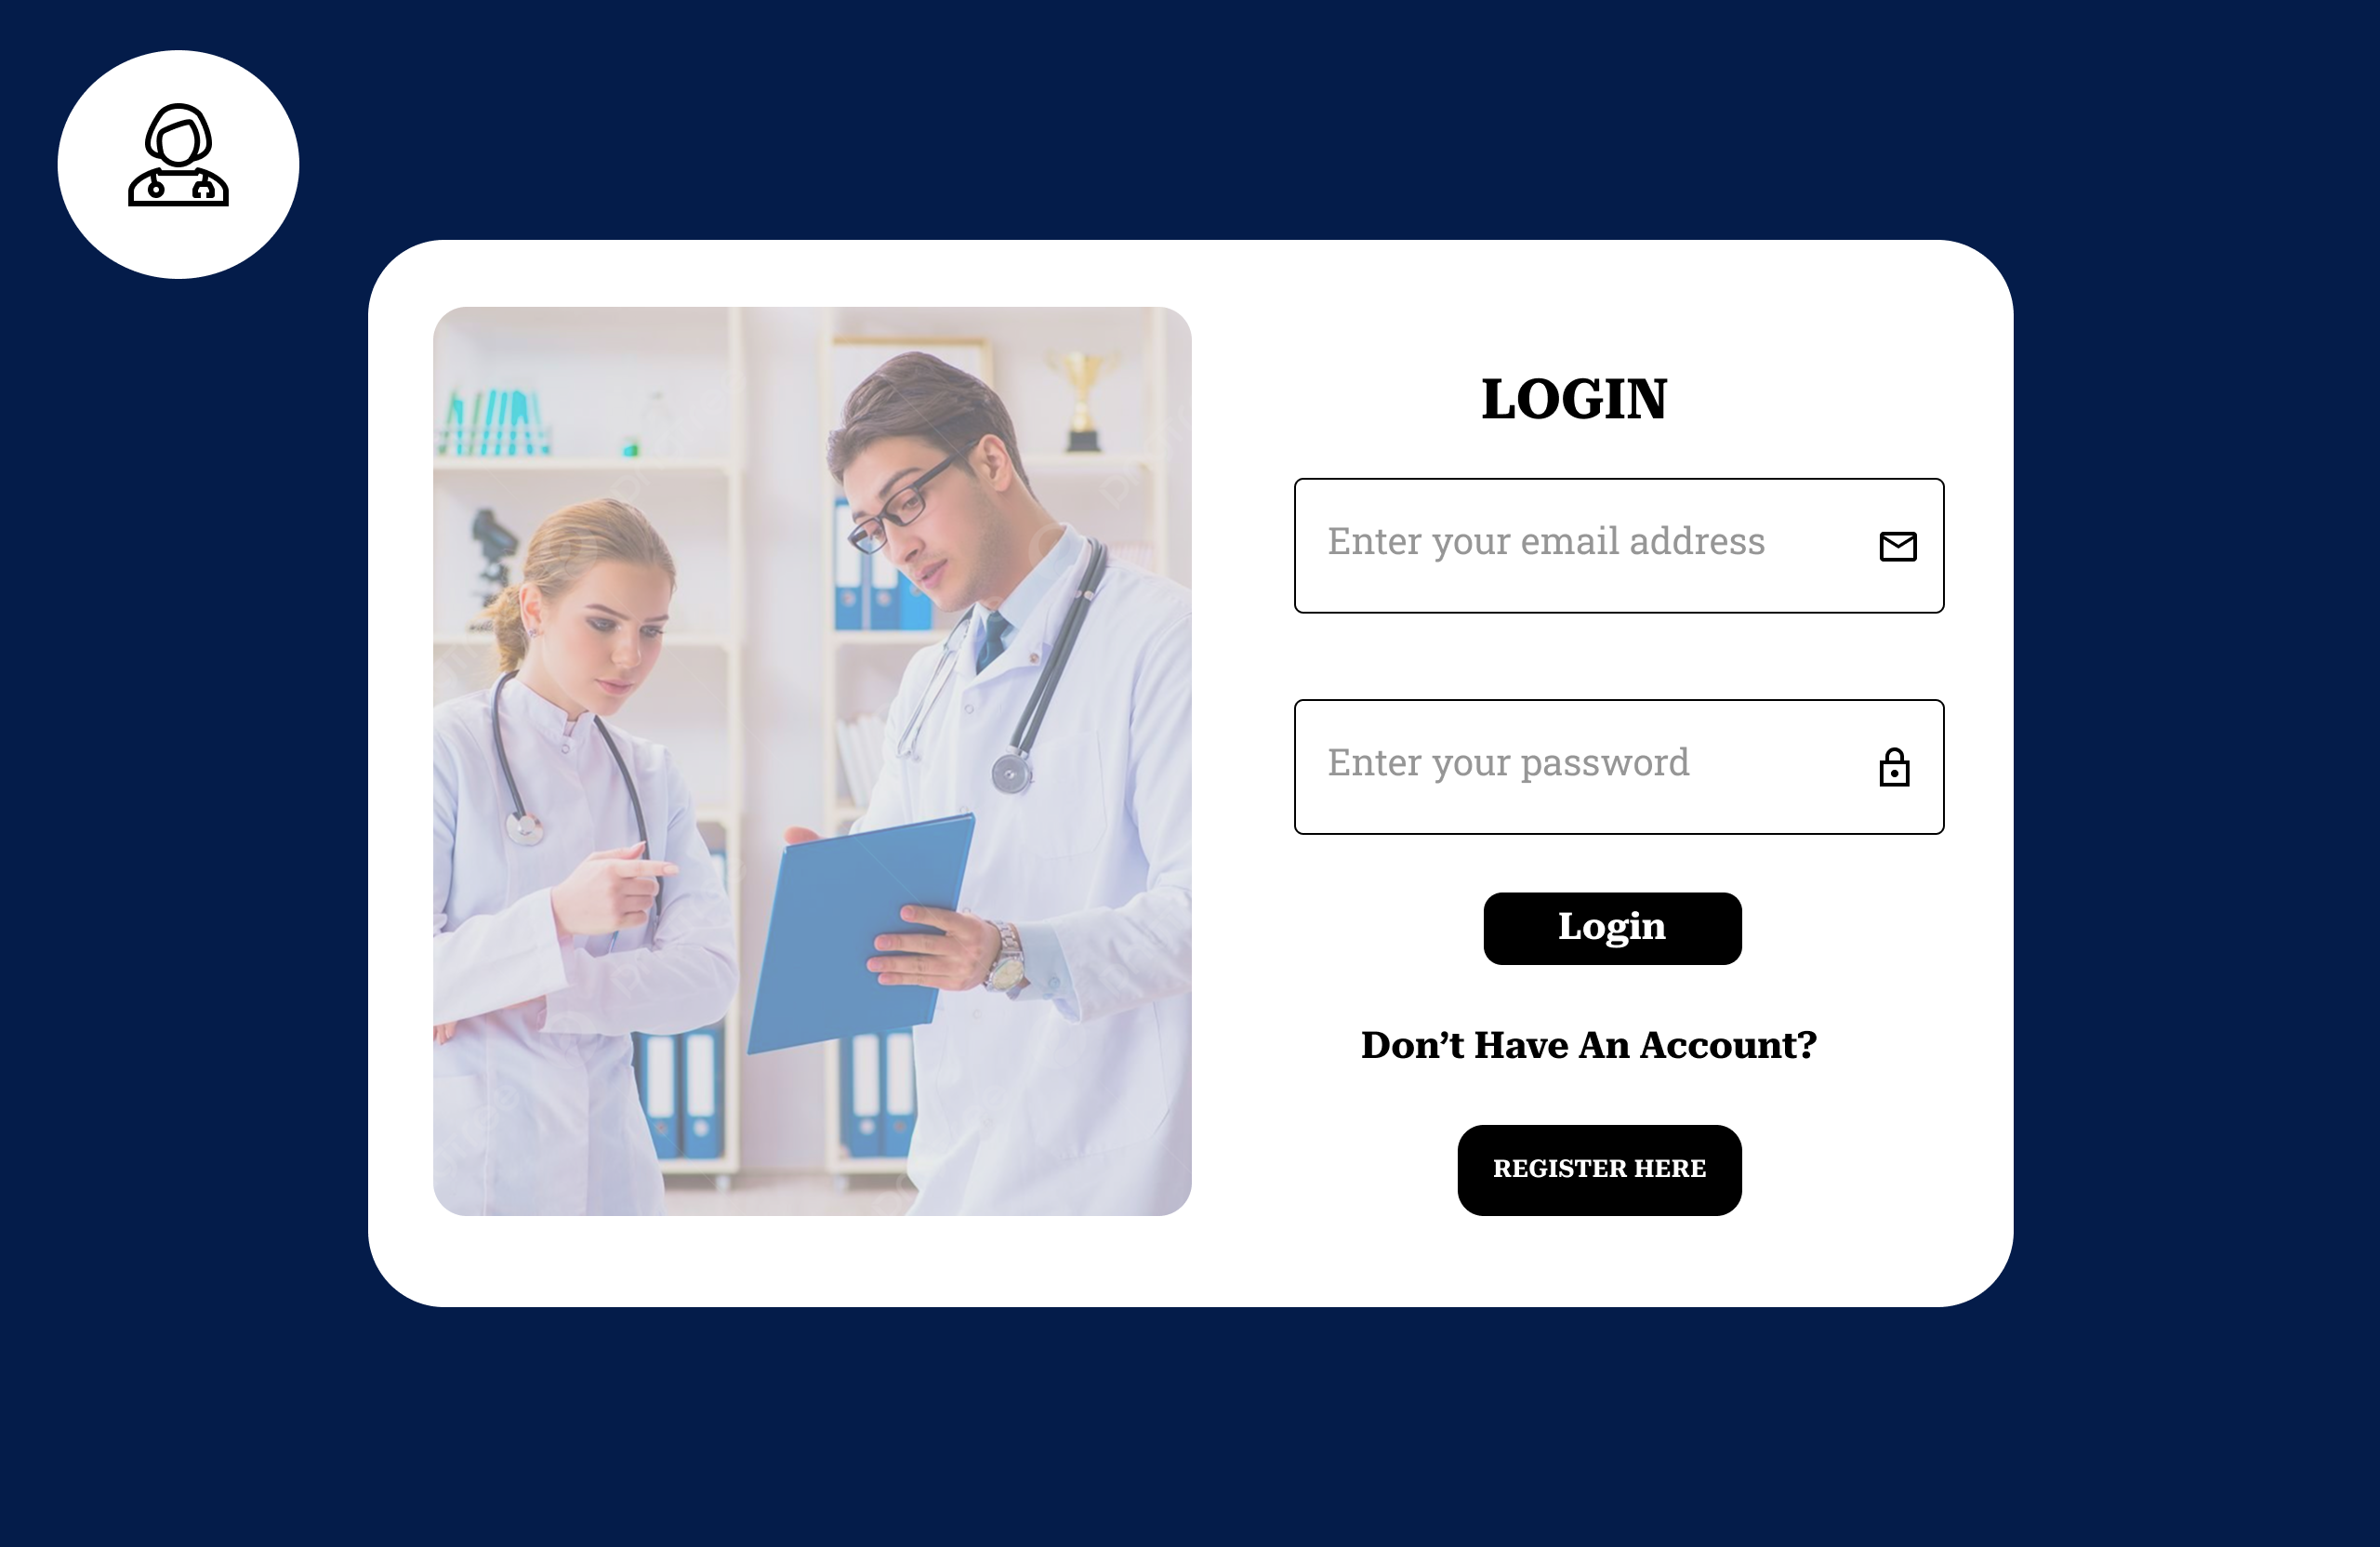 LOGIN
Enter your email address
Enter your password
Login
Don’t Have An Account?
REGISTER HERE